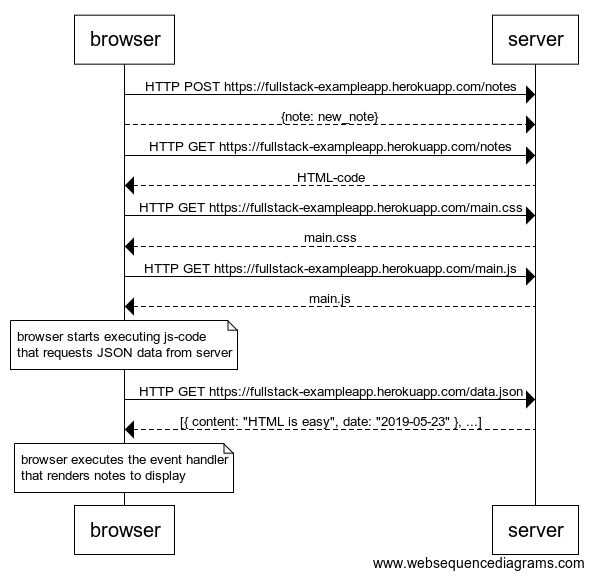 browser
server
HTTP POST https://fullstack-exampleapp.herokuapp.com/notes
{note: new_note}
HTTP GET https://fullstack-exampleapp.herokuapp.com/notes
HTML-code
HTTP GET https://fullstack-exampleapp.herokuapp.com/main.css
main.css
HTTP GET https://fullstack-exampleapp.herokuapp.com/main.js
main.js
browser starts executing js-code
that requests JSON data from server
HTTP GET https://fullstack-exampleapp.herokuapp.com/data.json
[{ content: "HTML is easy", date: "2019-05-23" }, ...]
browser executes the event handler
that renders notes to display
browser
server
www.websequencediagrams.com